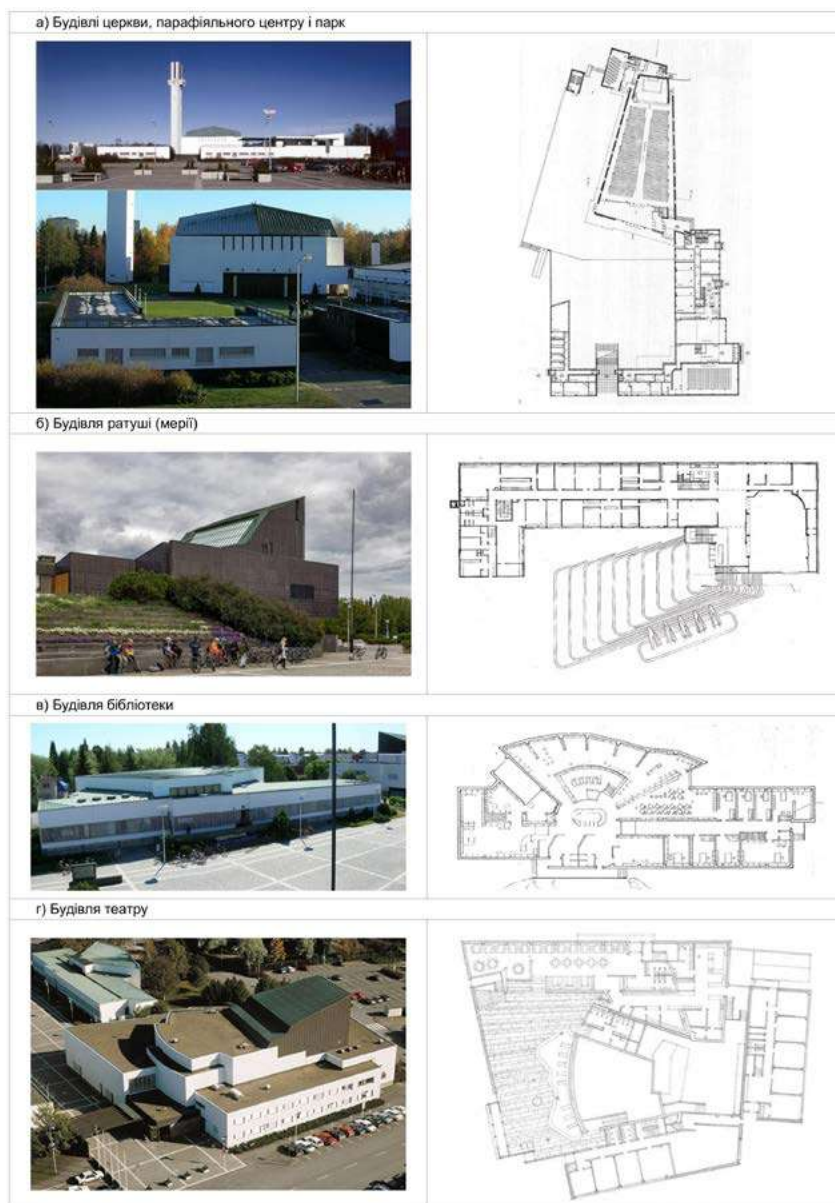 а) Будівлі церкви, парафіяльного центру і парк
б) Будівля ратуші (мерії)
в) Будівля бібліотеки
г) Будівля театру